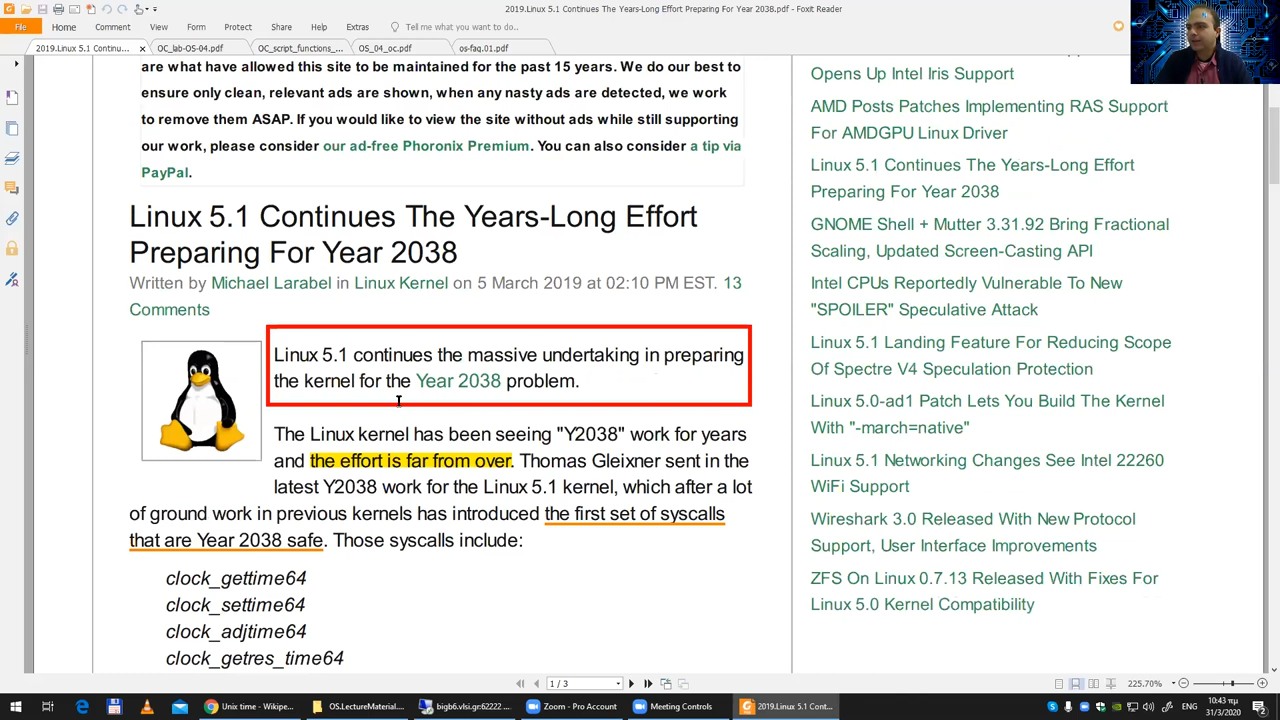 2019.Linux 5.1 Continues The Years-Long Effort Preparing For Year 2038.pdf - Foxit Reader
File Home Comment View Form Protect Share Help Extras Tell me what you want to do...
2019.Linux 5.1 Continu... OC_lab-OS-04.pdf OC_script_functions_... OS_04_oc.pdf os-faq.01.pdf
are what have allowed this site to be maintained for the past 15 years. We do our best to
ensure only clean, relevant ads are shown, when any nasty ads are detected, we work
to remove them ASAP. If you would like to view the site without ads while still supporting
our work, please consider our ad-free Phoronix Premium. You can also consider a tip via
PayPal.
Linux 5.1 Continues The Years-Long Effort
Preparing For Year 2038
Written by Michael Larabel in Linux Kernel on 5 March 2019 at 02:10 PM EST. 13
Comments
Linux 5.1 continues the massive undertaking in preparing
the kernel for the Year 2038 problem.
The Linux kernel has been seeing "Y2038" work for years
and the effort is far from over. Thomas Gleixner sent in the
latest Y2038 work for the Linux 5.1 kernel, which after a lot
of ground work in previous kernels has introduced the first set of syscalls
that are Year 2038 safe. Those syscalls include:
clock_gettime64
clock_settime64
clock_adjtime64
clock_getres_time64
Opens Up Intel Iris Support
AMD Posts Patches Implementing RAS Support
For AMDGPU Linux Driver
Linux 5.1 Continues The Years-Long Effort
Preparing For Year 2038
GNOME Shell + Mutter 3.31.92 Bring Fractional
Scaling, Updated Screen-Casting API
Intel CPUs Reportedly Vulnerable To New
"SPOILER" Speculative Attack
Linux 5.1 Landing Feature For Reducing Scope
Of Spectre V4 Speculation Protection
Linux 5.0-ad1 Patch Lets You Build The Kernel
With "-march=native"
Linux 5.1 Networking Changes See Intel 22260
WiFi Support
Wireshark 3.0 Released With New Protocol
Support, User Interface Improvements
ZFS On Linux 0.7.13 Released With Fixes For
Linux 5.0 Kernel Compatibility
1 / 3
225.70%
Unix time - Wikipe... OS.LectureMaterial... bigb6.vlsi.gr:62222 ... Zoom - Pro Account Meeting Controls 2019.Linux 5.1 Cont...
10:43 πμ
31/3/2020